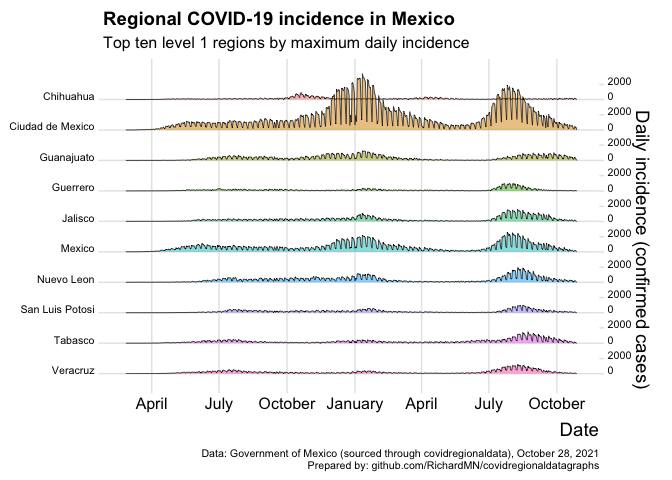 Regional COVID-19 incidence in Mexico
Top ten level 1 regions by maximum daily incidence
Chihuahua
Ciudad de Mexico
Guanajuato
Guerrero
Jalisco
Mexico
Nuevo Leon
San Luis Potosi
Tabasco
Veracruz
2000
0
2000
0
2000
0
2000
0
2000
0
2000
0
2000
0
2000
0
2000
0
2000
0
Daily incidence (confirmed cases)
April July October January April July October
Date
Data: Government of Mexico (sourced through covidregionaldata), October 28, 2021
Prepared by: github.com/RichardMN/covidregionaldatagraphs